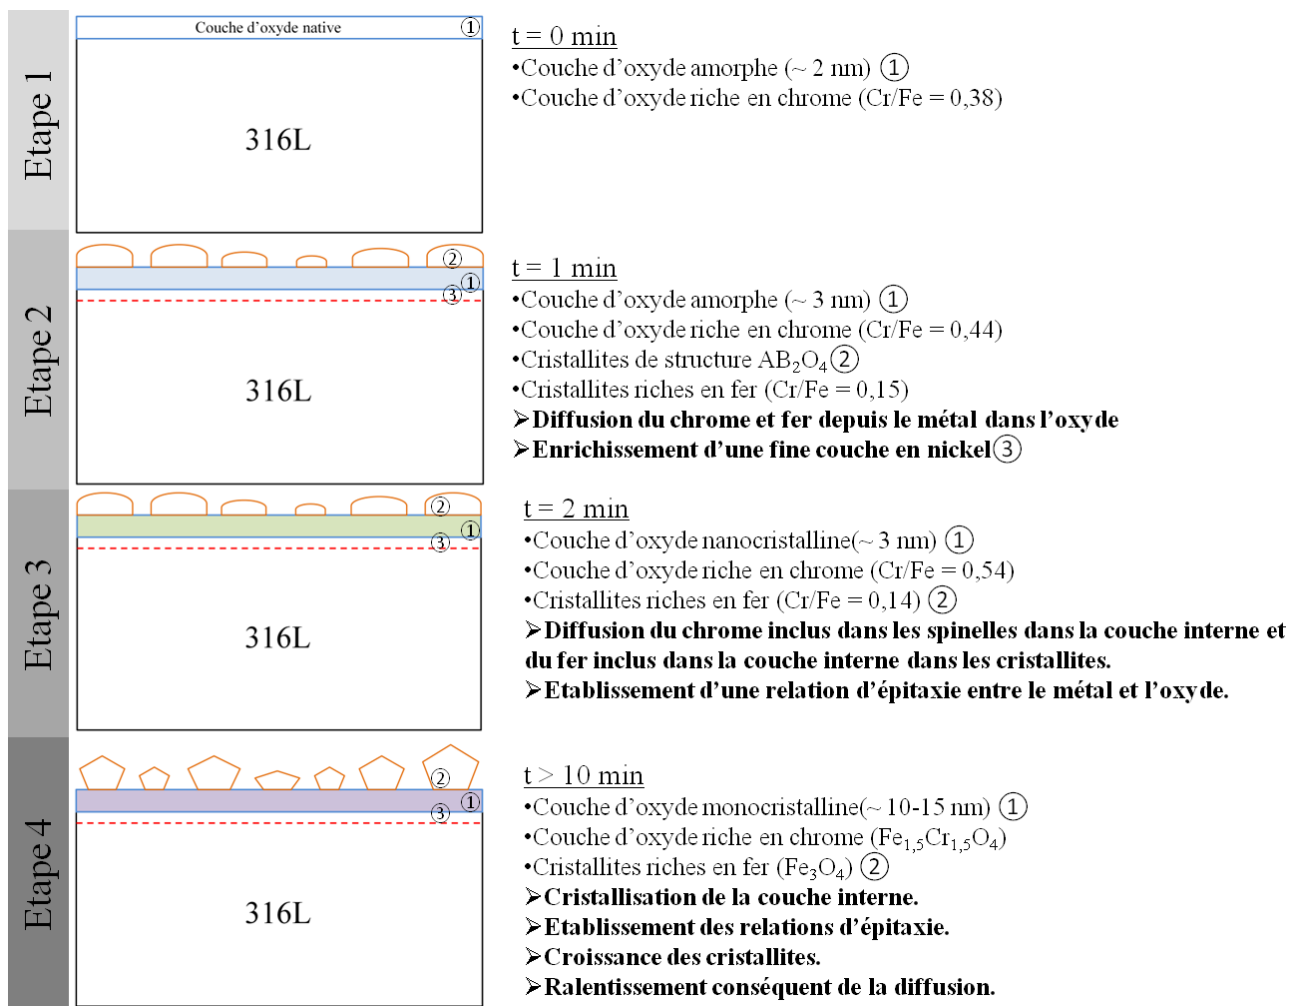 Etape 1
Couche d'oxyde native ①
316L
t = 0 min
•Couche d'oxyde amorphe (~ 2 nm) ①
•Couche d'oxyde riche en chrome (Cr/Fe = 0,38)
Etape 2
②
①
③
316L
t = 1 min
•Couche d'oxyde amorphe (~ 3 nm) ①
•Couche d'oxyde riche en chrome (Cr/Fe = 0,44)
•Cristallites de structure AB₂O₄ ②
•Cristallites riches en fer (Cr/Fe = 0,15)
➢Diffusion du chrome et fer depuis le métal dans l'oxyde
➢Enrichissement d'une fine couche en nickel ③
Etape 3
②
①
③
316L
t = 2 min
•Couche d'oxyde nanocristalline(~ 3 nm) ①
•Couche d'oxyde riche en chrome (Cr/Fe = 0,54)
•Cristallites riches en fer (Cr/Fe = 0,14) ②
➢Diffusion du chrome inclus dans les spinelles dans la couche interne et
du fer inclus dans la couche interne dans les cristallites.
➢Etablissement d'une relation d'épitaxie entre le métal et l'oxyde.
Etape 4
②
①
③
316L
t > 10 min
•Couche d'oxyde monocristalline(~ 10-15 nm) ①
•Couche d'oxyde riche en chrome (Fe₁,₅Cr₁,₅O₄)
•Cristallites riches en fer (Fe₃O₄) ②
➢Cristallisation de la couche interne.
➢Etablissement des relations d'épitaxie.
➢Croissance des cristallites.
➢Ralentissement conséquent de la diffusion.